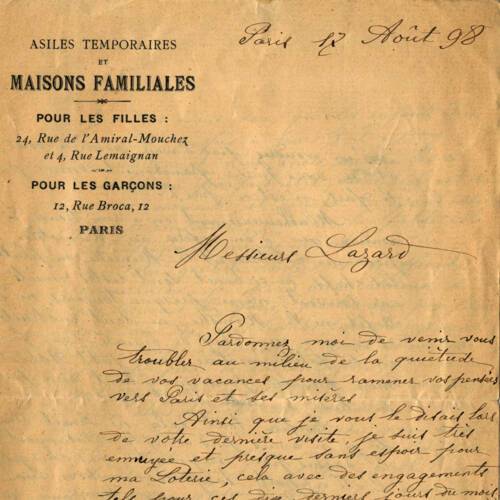 ASILES TEMPORAIRES
ET
MAISONS FAMILIALES
POUR LES FILLES :
24, Rue de l'Amiral-Mouchez
et 4, Rue Lemaignan
POUR LES GARÇONS :
12, Rue Broca, 12
PARIS
Paris 17 Août 98
Messieurs Lazard
Pardonnez moi de venir vous
troubler au milieu de la quiétude
de vos vacances pour ramener vos pensées
vers Paris et ses misères
Ainsi que je vous le disais lors
de votre dernière visite, je suis très
ennuyée et presque sans espoir pour
ma Loterie, cela avec des engagements
tels pour ces dix derniers jours du mois